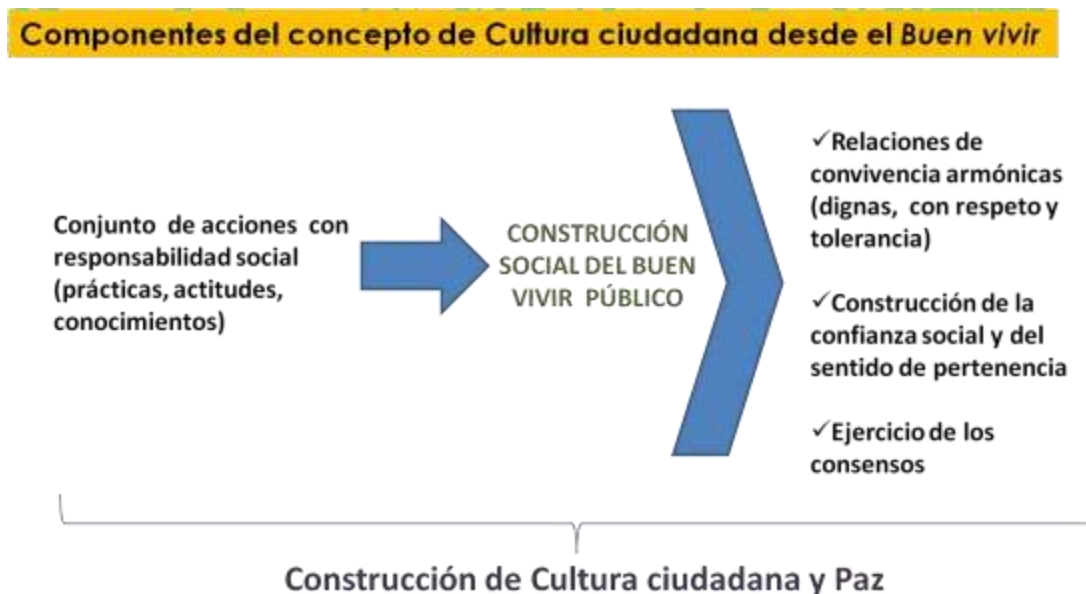 Componentes del concepto de Cultura ciudadana desde el Buen vivir
Conjunto de acciones con
responsabilidad social
(prácticas, actitudes,
conocimientos)
CONSTRUCCIÓN
SOCIAL DEL BUEN
VIVIR PÚBLICO
✓Relaciones de
convivencia armónicas
(dignas, con respeto y
tolerancia)
✓Construcción de la
confianza social y del
sentido de pertenencia
✓Ejercicio de los
consensos
Construcción de Cultura ciudadana y Paz